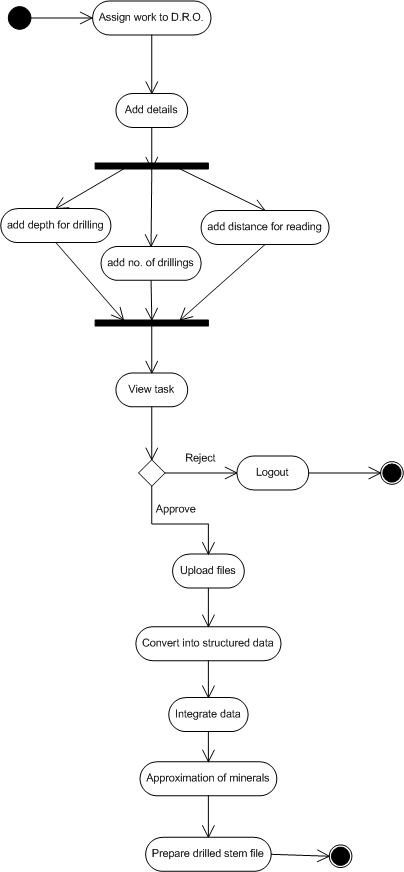 Assign work to D.R.O.
Add details
add depth for drilling
add distance for reading
add no. of drillings
View task
Reject
Logout
Approve
Upload files
Convert into structured data
Integrate data
Approximation of minerals
Prepare drilled stem file